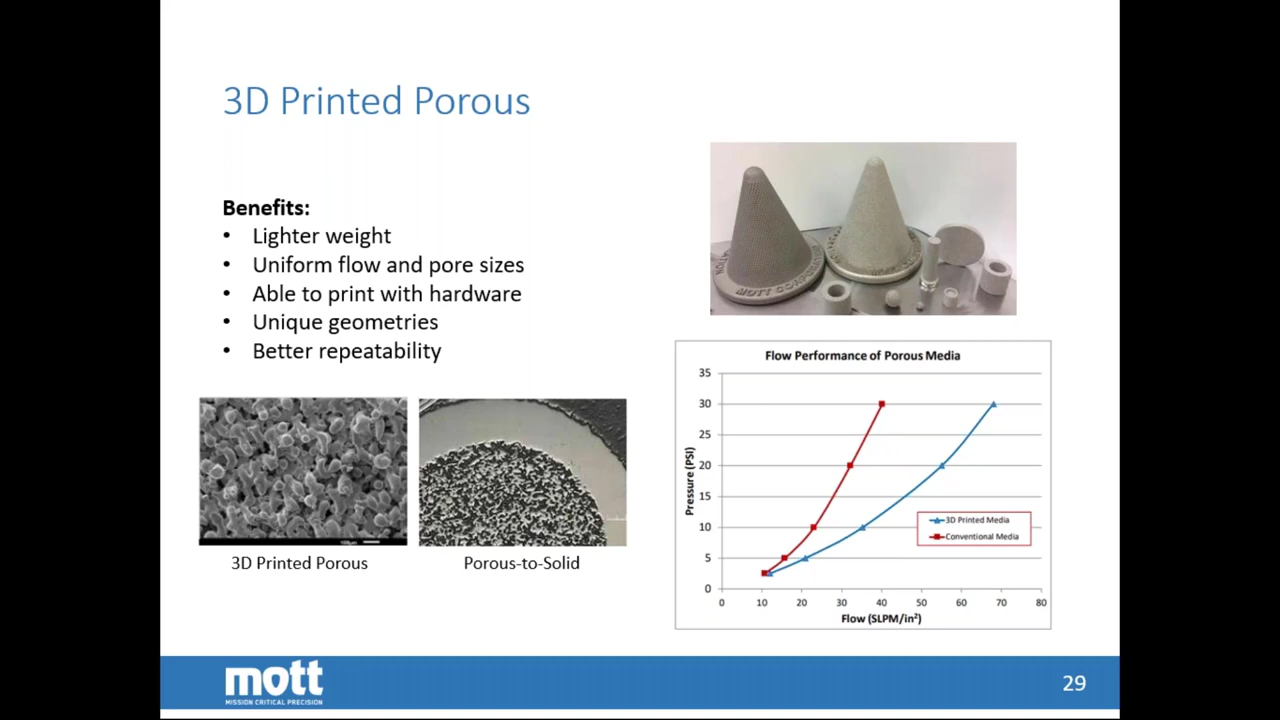 3D Printed Porous
Benefits:
• Lighter weight
• Uniform flow and pore sizes
• Able to print with hardware
• Unique geometries
• Better repeatability
3D Printed Porous
Porous-to-Solid
MOTT CORPORATION
Flow Performance of Porous Media
Pressure (PSI)
35
30
25
20
15
10
5
0
0 10 20 30 40 50 60 70 80
Flow (SLPM/in²)
3D Printed Media
Conventional Media
mott
MISSION CRITICAL PRECISION
29